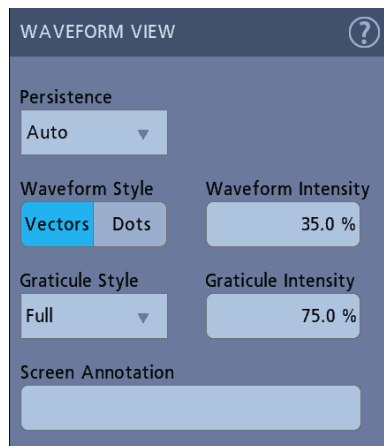 WAVEFORM VIEW ?
Persistence
Auto
Waveform Style Waveform Intensity
Vectors Dots 35.0 %
Graticule Style Graticule Intensity
Full 75.0 %
Screen Annotation